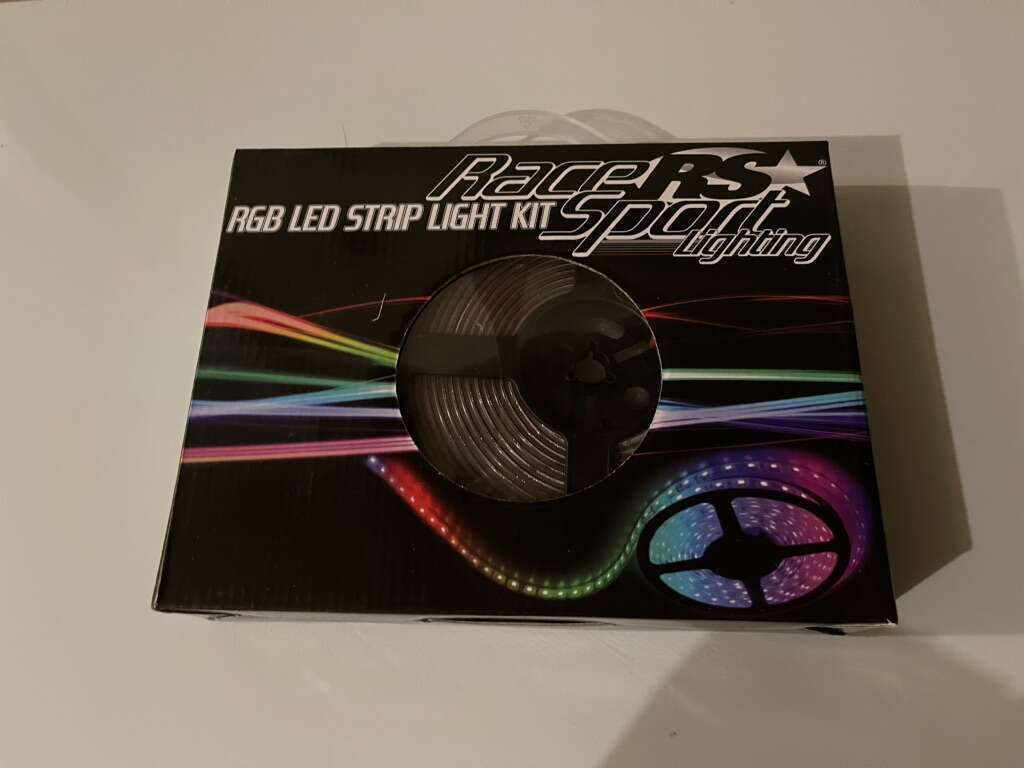 Race RS®
RGB LED STRIP LIGHT KIT Sport
Lighting